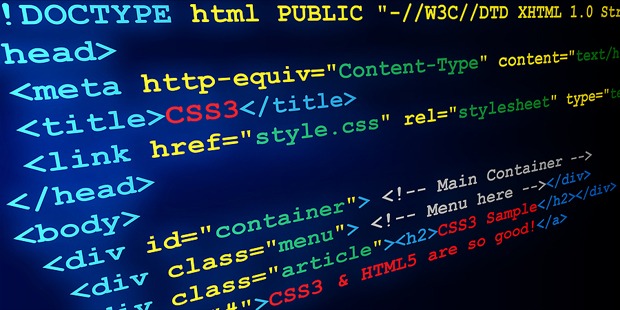 !DOCTYPE html PUBLIC "-//W3C//DTD XHTML 1.0 Str
head>
<meta http-equiv="Content-Type" content="text/h
<title>CSS3</title>
<link href="style.css" rel="stylesheet" type="te
</head>
<body>
<div id="container"> <!-- Main Container -->
<div class="menu"> <!-- Menu here --></div>
div class="article"><h2>CSS3 Sample</h2></div>
"#">CSS3 & HTML5 are so good!</a>